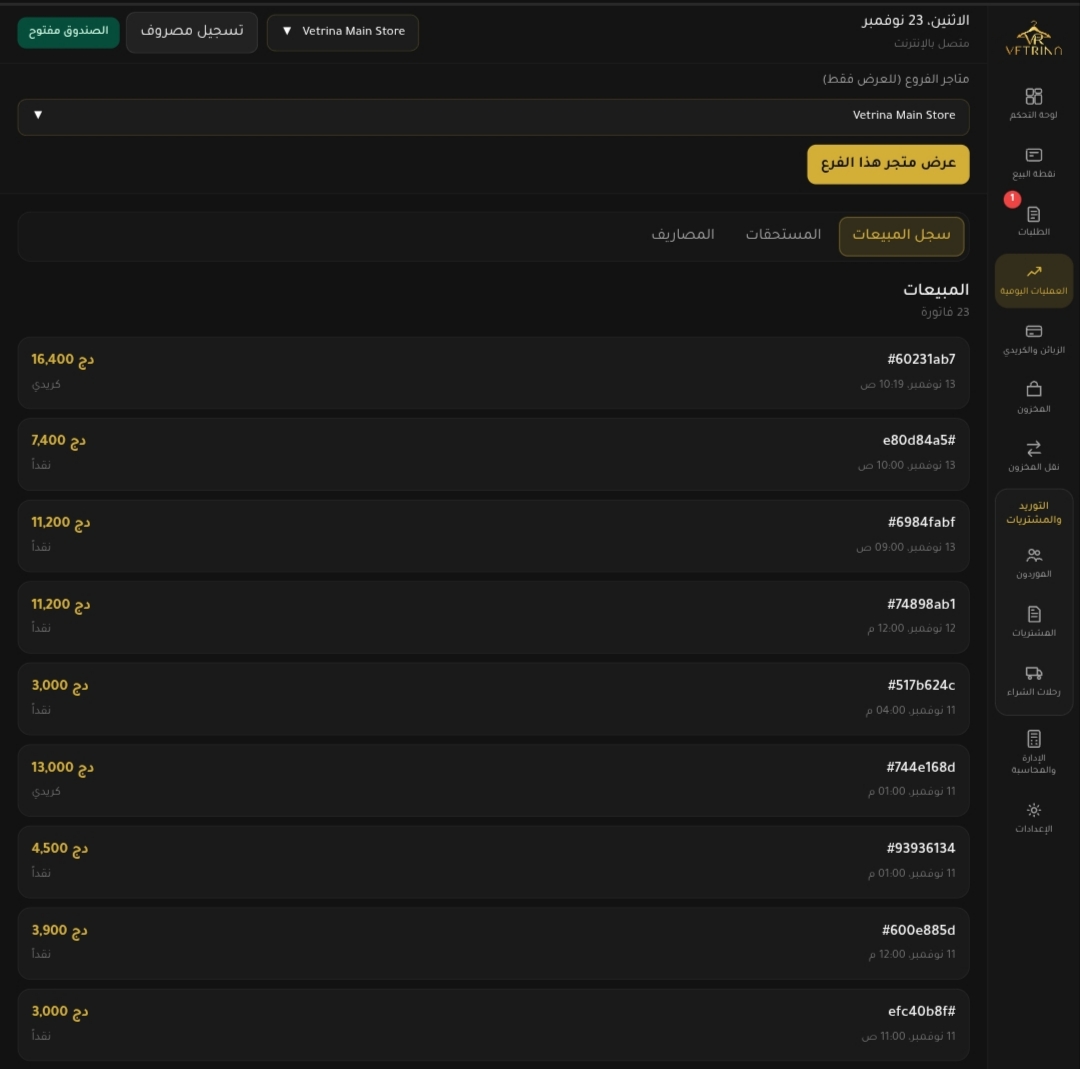 الاثنين، 23 نوفمبر
متصل بالإنترنت
Vetrina Main Store ▼
تسجيل مصروف
الصندوق مفتوح
متاجر الفروع (للعرض فقط)
Vetrina Main Store ▼
عرض متجر هذا الفرع
سجل المبيعات
المستحقات
المصاريف
المبيعات
23 فاتورة
#60231ab7
دج 16,400
13 نوفمبر، 10:19 ص
كريدي
e80d84a5#
دج 7,400
13 نوفمبر، 10:00 ص
نقداً
#6984fabf
دج 11,200
13 نوفمبر، 09:00 ص
نقداً
#74898ab1
دج 11,200
12 نوفمبر، 12:00 م
نقداً
#517b624c
دج 3,000
11 نوفمبر، 04:00 م
نقداً
#744e168d
دج 13,000
11 نوفمبر، 01:00 م
كريدي
#93936134
دج 4,500
11 نوفمبر، 01:00 م
نقداً
#600e885d
دج 3,900
11 نوفمبر، 12:00 م
نقداً
efc40b8f#
دج 3,000
11 نوفمبر، 11:00 ص
نقداً
VR
VETRINA
لوحة التحكم
نقطة البيع
1
الطلبات
العمليات اليومية
الزبائن والكريدي
المخزون
نقل المخزون
التوريد
والمشتريات
الموردون
المشتريات
رحلات الشراء
الإدارة
والمحاسبة
الإعدادات